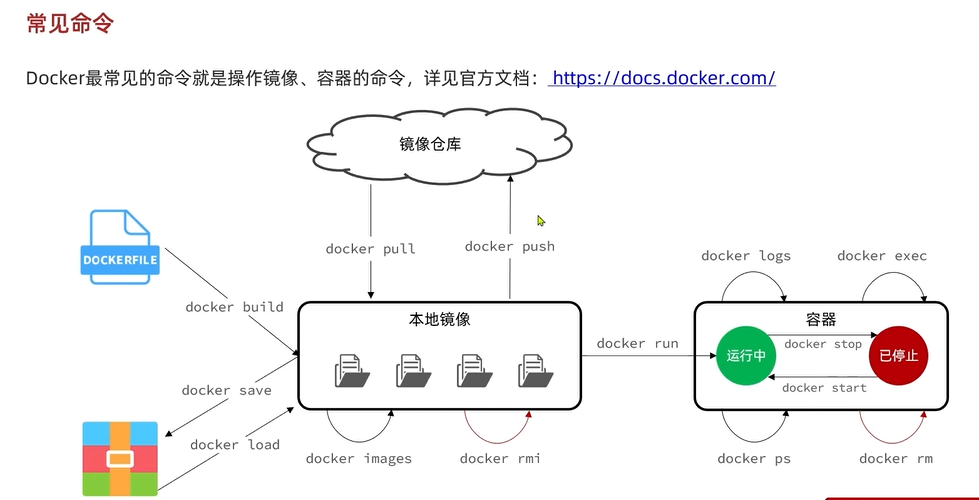 常见命令
Docker最常见的命令就是操作镜像、容器的命令，详见官方文档： https://docs.docker.com/
镜像仓库
docker pull
docker push
DOCKERFILE
docker build
docker logs
docker exec
本地镜像
容器
docker run
运行中
docker stop
已停止
docker start
docker save
docker load
docker images
docker rmi
docker ps
docker rm